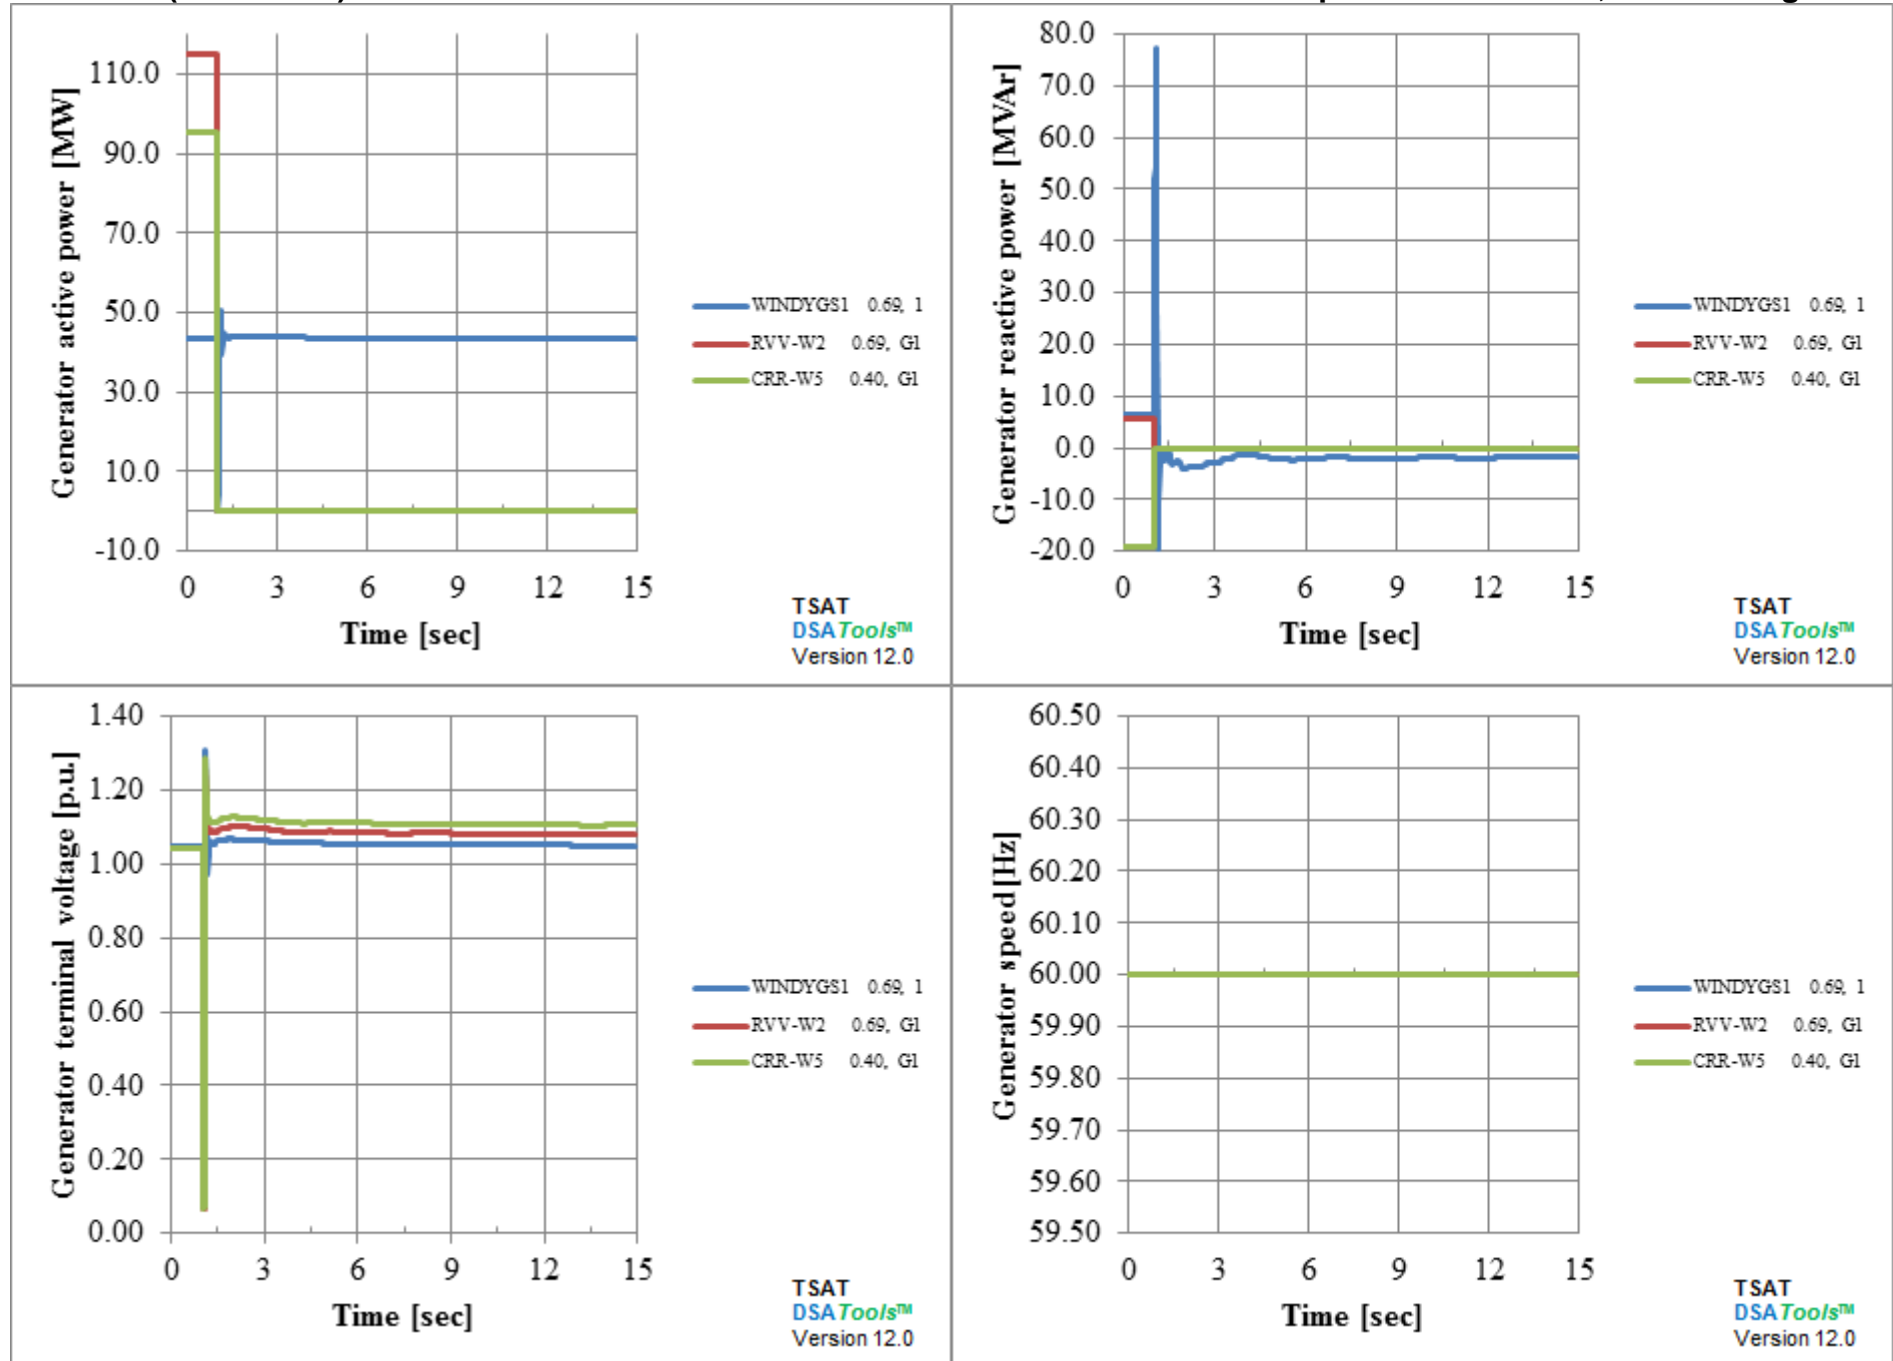 Generator active power [MW]
110.0
90.0
70.0
50.0
30.0
10.0
-10.0
0 3 6 9 12 15
Time [sec]
WINDYGS1 0.69, 1
RVV-W2 0.69, G1
CRR-W5 0.40, G1
TSAT
DSATools™
Version 12.0
Generator reactive power [MVAr]
80.0
70.0
60.0
50.0
40.0
30.0
20.0
10.0
0.0
-10.0
-20.0
0 3 6 9 12 15
Time [sec]
WINDYGS1 0.69, 1
RVV-W2 0.69, G1
CRR-W5 0.40, G1
TSAT
DSATools™
Version 12.0
Generator terminal voltage [p.u.]
1.40
1.20
1.00
0.80
0.60
0.40
0.20
0.00
0 3 6 9 12 15
Time [sec]
WINDYGS1 0.69, 1
RVV-W2 0.69, G1
CRR-W5 0.40, G1
TSAT
DSATools™
Version 12.0
Generator speed[Hz]
60.50
60.40
60.30
60.20
60.10
60.00
59.90
59.80
59.70
59.60
59.50
0 3 6 9 12 15
Time [sec]
WINDYGS1 0.69, 1
RVV-W2 0.69, G1
CRR-W5 0.40, G1
TSAT
DSATools™
Version 12.0